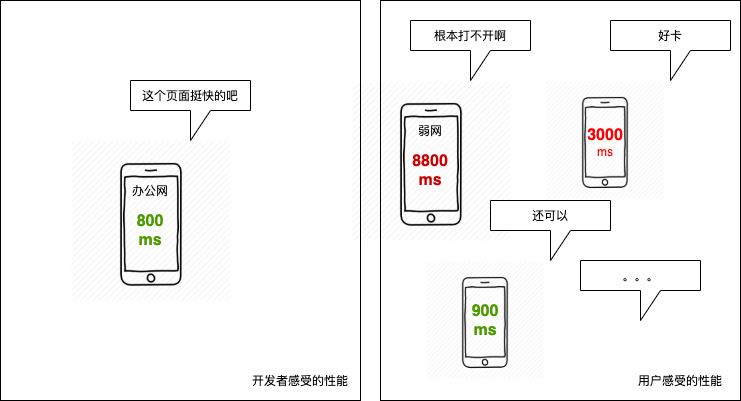 这个页面挺快的吧
办公网
800
ms
开发者感受的性能
根本打不开啊
好卡
弱网
8800
ms
3000
ms
还可以
900
ms
。。。
用户感受的性能